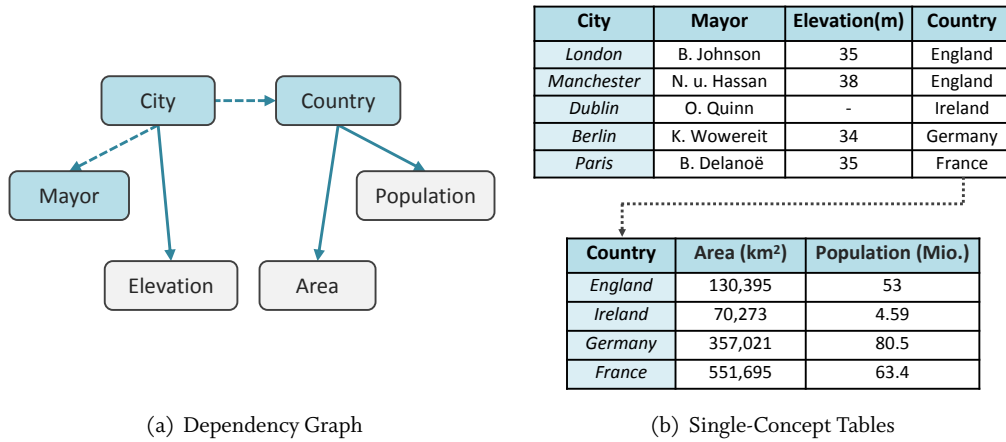 City
Country
Mayor
Population
Elevation
Area
(a) Dependency Graph
City Mayor Elevation(m) Country
London B. Johnson 35 England
Manchester N. u. Hassan 38 England
Dublin O. Quinn - Ireland
Berlin K. Wowereit 34 Germany
Paris B. Delanoë 35 France
Country Area (km²) Population (Mio.)
England 130,395 53
Ireland 70,273 4.59
Germany 357,021 80.5
France 551,695 63.4
(b) Single-Concept Tables